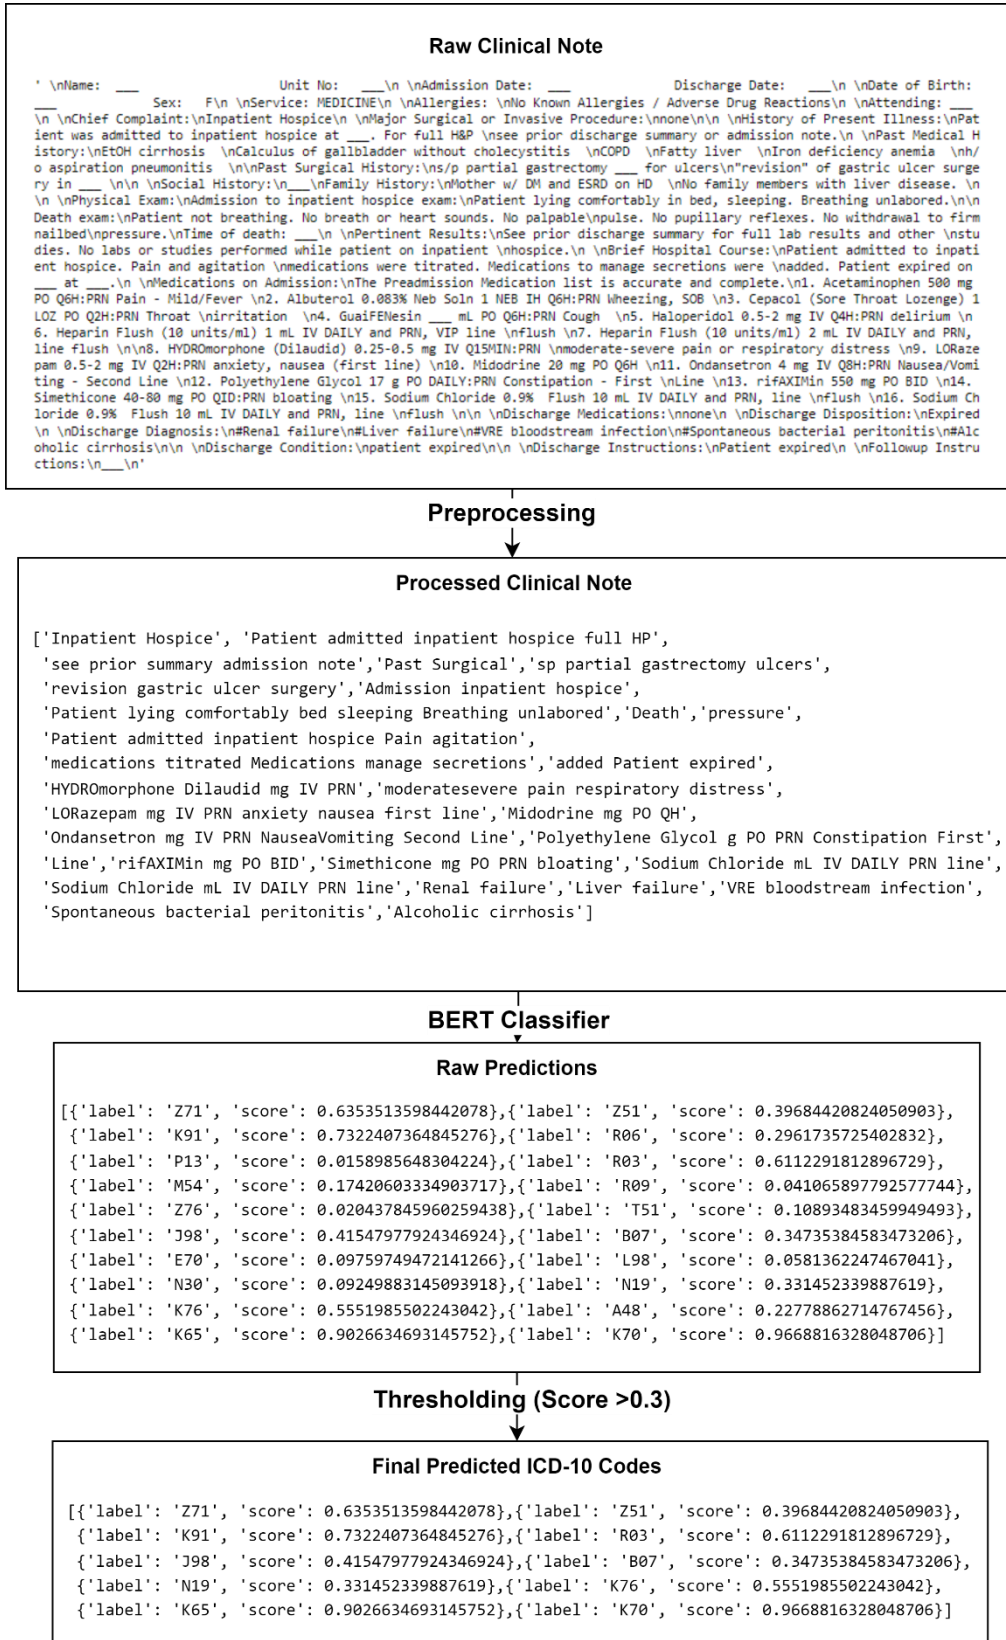 Raw Clinical Note
' \nName:  ___                     Unit No:   ___\n \nAdmission Date:  ___                Discharge Date:   ___\n \nDate of Birth:
___                Sex:   F\n \nService: MEDICINE\n \nAllergies: \nNo Known Allergies / Adverse Drug Reactions\n \nAttending: ___
\n \nChief Complaint:\nInpatient Hospice\n \nMajor Surgical or Invasive Procedure:\nnone\n\n \nHistory of Present Illness:\nPat
ient was admitted to inpatient hospice at ___. For full H&P \nsee prior discharge summary or admission note.\n \nPast Medical H
istory:\nEtOH cirrhosis  \nCalculus of gallbladder without cholecystitis  \nCOPD  \nFatty liver  \nIron deficiency anemia  \nh/
o aspiration pneumonitis  \n\nPast Surgical History:\ns/p partial gastrectomy ___ for ulcers\n"revision" of gastric ulcer surge
ry in ___ \n\n \nSocial History:\n___\nFamily History:\nMother w/ DM and ESRD on HD  \nNo family members with liver disease. \n
\n \nPhysical Exam:\nAdmission to inpatient hospice exam:\nPatient lying comfortably in bed, sleeping. Breathing unlabored.\n\n
Death exam:\nPatient not breathing. No breath or heart sounds. No palpable\npulse. No pupillary reflexes. No withdrawal to firm
nailbed\npressure.\nTime of death: ___\n \nPertinent Results:\nSee prior discharge summary for full lab results and other \nstu
dies. No labs or studies performed while patient on inpatient \nhospice.\n \nBrief Hospital Course:\nPatient admitted to inpati
ent hospice. Pain and agitation \nmedications were titrated. Medications to manage secretions were \nadded. Patient expired on
___ at ___.\n \nMedications on Admission:\nThe Preadmission Medication list is accurate and complete.\n1. Acetaminophen 500 mg
PO Q6H:PRN Pain - Mild/Fever \n2. Albuterol 0.083% Neb Soln 1 NEB IH Q6H:PRN Wheezing, SOB \n3. Cepacol (Sore Throat Lozenge) 1
LOZ PO Q2H:PRN Throat \nirritation  \n4. GuaiFENesin ___ mL PO Q6H:PRN Cough  \n5. Haloperidol 0.5-2 mg IV Q4H:PRN delirium \n
6. Heparin Flush (10 units/ml) 1 mL IV DAILY and PRN, VIP line \nflush \n7. Heparin Flush (10 units/ml) 2 mL IV DAILY and PRN,
line flush \n\n8. HYDROmorphone (Dilaudid) 0.25-0.5 mg IV Q15MIN:PRN \nmoderate-severe pain or respiratory distress \n9. LORaze
pam 0.5-2 mg IV Q2H:PRN anxiety, nausea (first line) \n10. Midodrine 20 mg PO Q6H \n11. Ondansetron 4 mg IV Q8H:PRN Nausea/Vomi
ting - Second Line \n12. Polyethylene Glycol 17 g PO DAILY:PRN Constipation - First \nLine \n13. rifAXIMin 550 mg PO BID \n14.
Simethicone 40-80 mg PO QID:PRN bloating \n15. Sodium Chloride 0.9%  Flush 10 mL IV DAILY and PRN, line \nflush \n16. Sodium Ch
loride 0.9%  Flush 10 mL IV DAILY and PRN, line \nflush \n\n \nDischarge Medications:\nnone\n \nDischarge Disposition:\nExpired
\n \nDischarge Diagnosis:\n#Renal failure\n#Liver failure\n#VRE bloodstream infection\n#Spontaneous bacterial peritonitis\n#Alc
oholic cirrhosis\n\n \nDischarge Condition:\npatient expired\n\n \nDischarge Instructions:\nPatient expired\n \nFollowup Instru
ctions:\n___\n'
Preprocessing
Processed Clinical Note
['Inpatient Hospice', 'Patient admitted inpatient hospice full HP',
'see prior summary admission note','Past Surgical','sp partial gastrectomy ulcers',
'revision gastric ulcer surgery','Admission inpatient hospice',
'Patient lying comfortably bed sleeping Breathing unlabored','Death','pressure',
'Patient admitted inpatient hospice Pain agitation',
'medications titrated Medications manage secretions','added Patient expired',
'HYDROmorphone Dilaudid mg IV PRN','moderatesevere pain respiratory distress',
'LORazepam mg IV PRN anxiety nausea first line','Midodrine mg PO QH',
'Ondansetron mg IV PRN NauseaVomiting Second Line','Polyethylene Glycol g PO PRN Constipation First',
'Line','rifAXIMin mg PO BID','Simethicone mg PO PRN bloating','Sodium Chloride mL IV DAILY PRN line',
'Sodium Chloride mL IV DAILY PRN line','Renal failure','Liver failure','VRE bloodstream infection',
'Spontaneous bacterial peritonitis','Alcoholic cirrhosis']
BERT Classifier
Raw Predictions
[{'label': 'Z71', 'score': 0.6353513598442078},{'label': 'Z51', 'score': 0.39684420824050903},
{'label': 'K91', 'score': 0.7322407364845276},{'label': 'R06', 'score': 0.2961735725402832},
{'label': 'P13', 'score': 0.0158985648304224},{'label': 'R03', 'score': 0.6112291812896729},
{'label': 'M54', 'score': 0.17420603334903717},{'label': 'R09', 'score': 0.041065897792577744},
{'label': 'Z76', 'score': 0.020437845960259438},{'label': 'T51', 'score': 0.10893483459949493},
{'label': 'J98', 'score': 0.41547977924346924},{'label': 'B07', 'score': 0.34735384583473206},
{'label': 'E70', 'score': 0.09759749472141266},{'label': 'L98', 'score': 0.0581362247467041},
{'label': 'N30', 'score': 0.09249883145093918},{'label': 'N19', 'score': 0.331452339887619},
{'label': 'K76', 'score': 0.5551985502243042},{'label': 'A48', 'score': 0.22778862714767456},
{'label': 'K65', 'score': 0.9026634693145752},{'label': 'K70', 'score': 0.9668816328048706}]
Thresholding (Score >0.3)
Final Predicted ICD-10 Codes
[{'label': 'Z71', 'score': 0.6353513598442078},{'label': 'Z51', 'score': 0.39684420824050903},
{'label': 'K91', 'score': 0.7322407364845276},{'label': 'R03', 'score': 0.6112291812896729},
{'label': 'J98', 'score': 0.41547977924346924},{'label': 'B07', 'score': 0.34735384583473206},
{'label': 'N19', 'score': 0.331452339887619},{'label': 'K76', 'score': 0.5551985502243042},
{'label': 'K65', 'score': 0.9026634693145752},{'label': 'K70', 'score': 0.9668816328048706}]